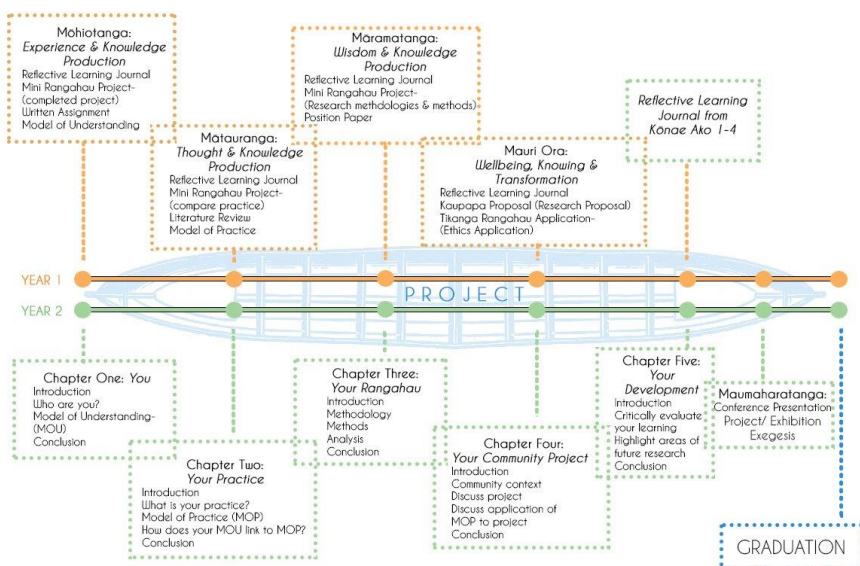 Mōhiotanga:
Experience & Knowledge
Production
Reflective Learning Journal
Mini Rangahau Project-
(completed project)
Written Assignment
Model of Understanding
Mātauranga:
Thought & Knowledge
Production
Reflective Learning Journal
Mini Rangahau Project-
(compare practice)
Literature Review
Model of Practice
Māramatanga:
Wisdom & Knowledge
Production
Reflective Learning Journal
Mini Rangahau Project-
(Research methdologies & methods)
Position Paper
Mauri Ora:
Wellbeing, Knowing &
Transformation
Reflective Learning Journal
Kaupapa Proposal (Research Proposal)
Tikanga Rangahau Application-
(Ethics Application)
Reflective Learning
Journal from
Kōnae Ako 1-4
YEAR 1
PROJECT
YEAR 2
Chapter One: You
Introduction
Who are you?
Model of Understanding-
(MOU)
Conclusion
Chapter Two:
Your Practice
Introduction
What is your practice?
Model of Practice (MOP)
How does your MOU link to MOP?
Conclusion
Chapter Three:
Your Rangahau
Introduction
Methodology
Methods
Analysis
Conclusion
Chapter Four:
Your Community Project
Introduction
Community context
Discuss project
Discuss application of
MOP to project
Conclusion
Chapter Five:
Your
Development
Introduction
Critically evaluate
your learning
Highlight areas of
future research
Conclusion
Maumaharatanga:
Conference Presentation
Project/ Exhibition
Exegesis
GRADUATION